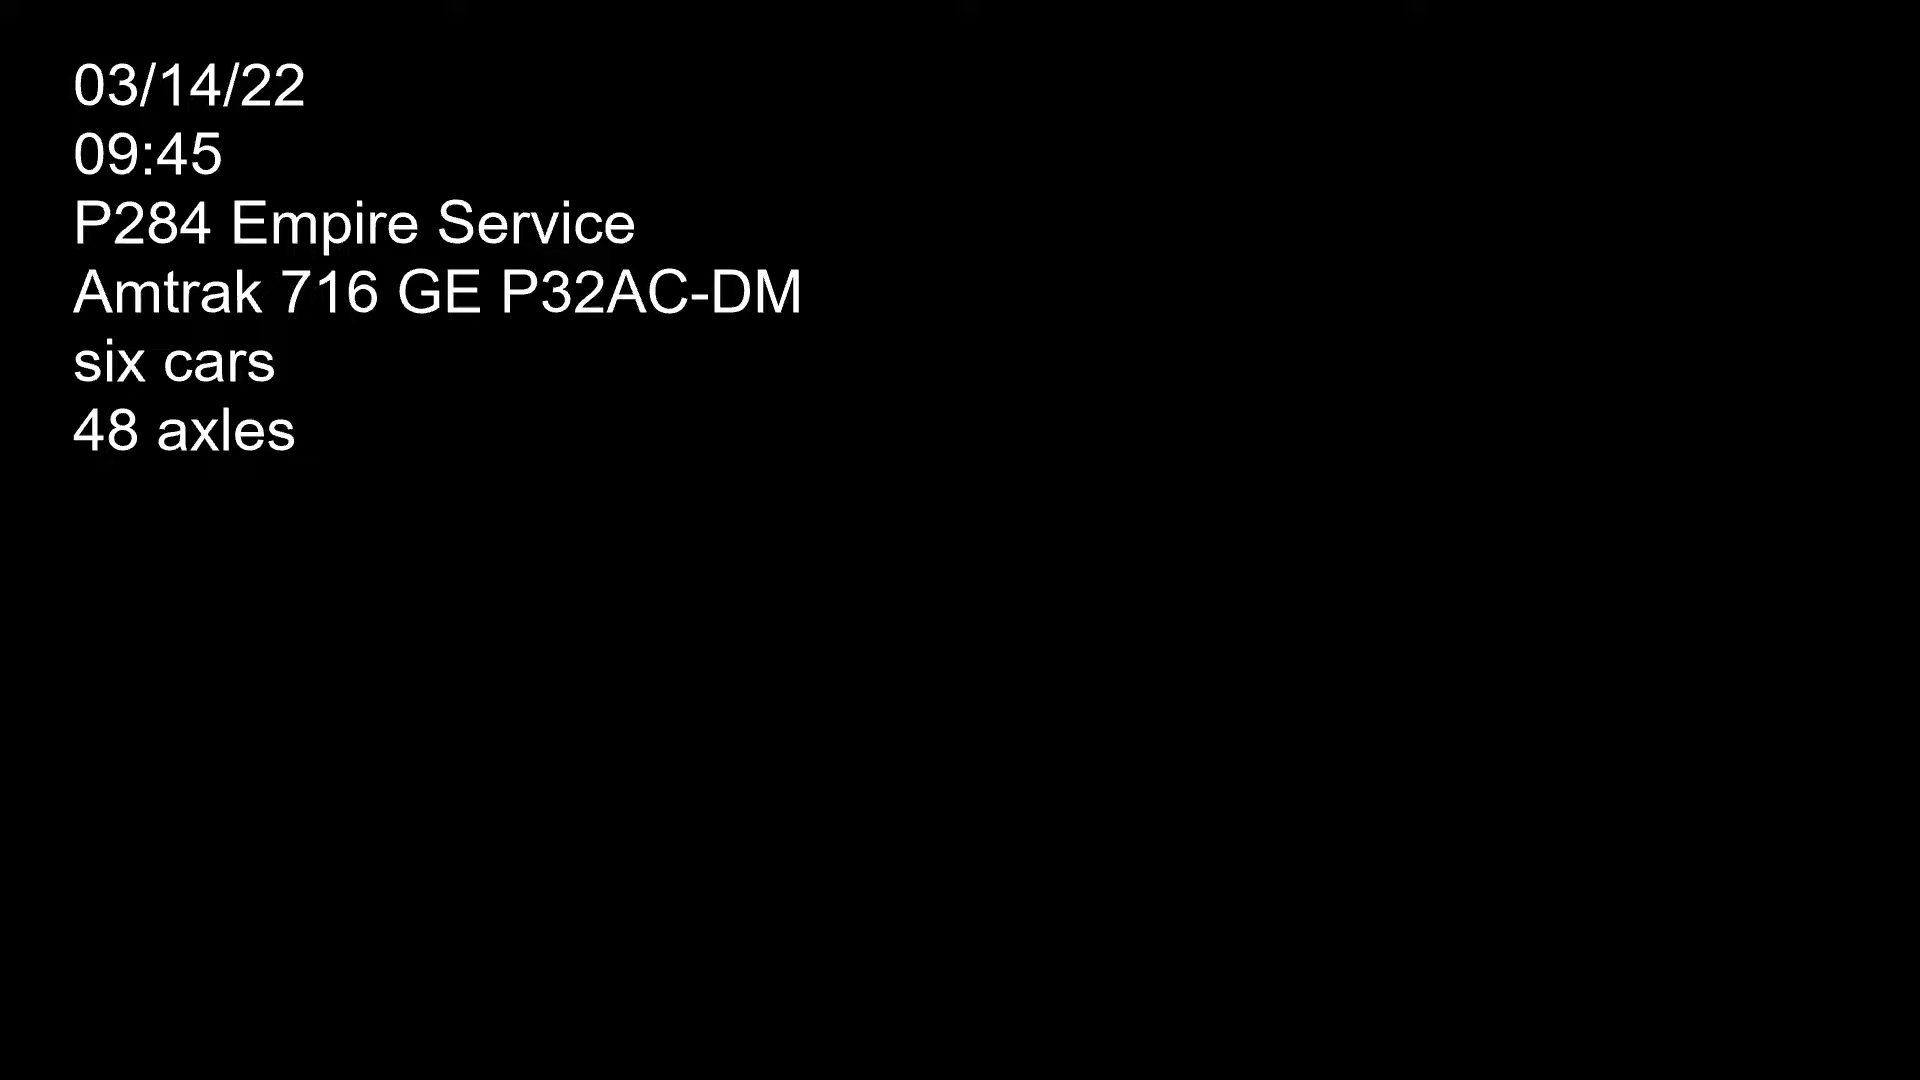 03/14/22
09:45
P284 Empire Service
Amtrak 716 GE P32AC-DM
six cars
48 axles